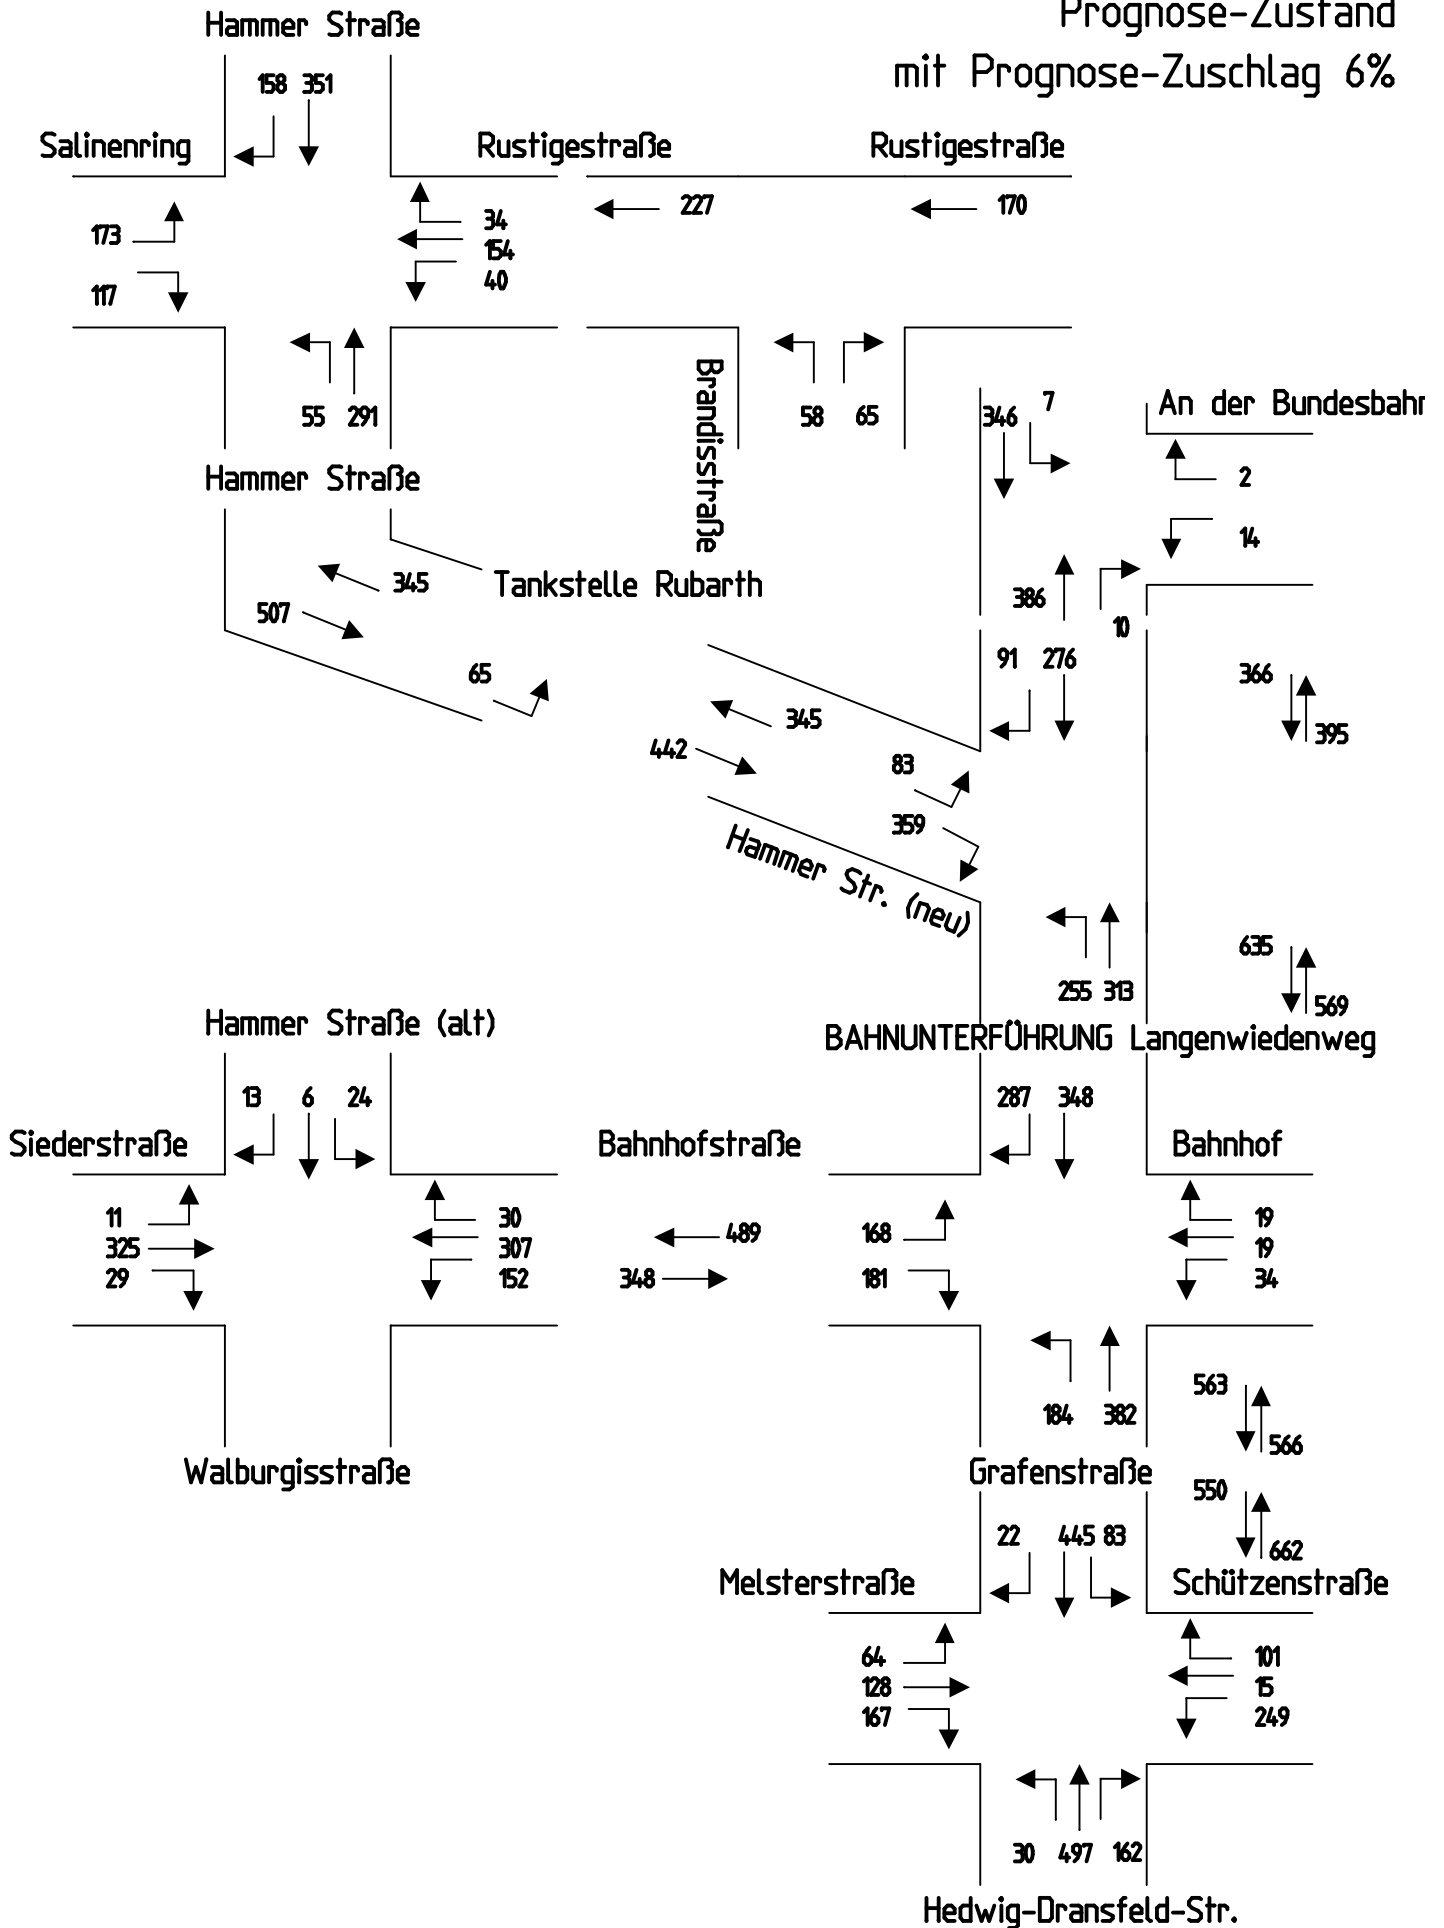 Prognose-Zustand
mit Prognose-Zuschlag 6%
Hammer Straße
158 351
Salinenring
Rustigestraße
Rustigestraße
173
117
34
154
40
227
170
55 291
58 65
Brandisstraße
346 7
An der Bundesbahn
2
14
Hammer Straße
345
507
Tankstelle Rubarth
65
386
10
91 276
366
395
345
442
83
359
Hammer Str. (neu)
255 313
635
569
Hammer Straße (alt)
BAHNUNTERFÜHRUNG Langenwiedenweg
13 6 24
287 348
Siederstraße
Bahnhofstraße
Bahnhof
11
325
29
30
307
152
489
348
168
181
19
19
34
184 382
563
566
Walburgisstraße
Grafenstraße
550
662
22 445 83
Melsterstraße
Schützenstraße
64
128
167
101
15
249
30 497 162
Hedwig-Dransfeld-Str.